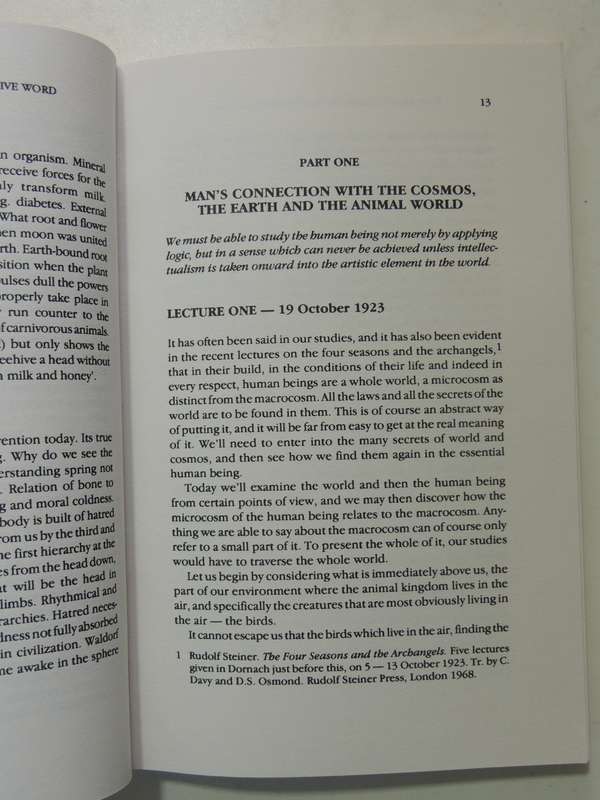 IVE WORD
n organism. Mineral
receive forces for the
ly transform milk.
g. diabetes. External
What root and flower
en moon was united
rth. Earth-bound root
sition when the plant
pulses dull the powers
properly take place in
run counter to the
of carnivorous animals.
) but only shows the
eehive a head without
milk and honey'.
vention today. Its true
g. Why do we see the
erstanding spring not
. Relation of bone to
g and moral coldness.
body is built of hatred
rom us by the third and
he first hierarchy at the
es from the head down,
at will be the head in
limbs. Rhythmical and
erarchies. Hatred neces-
dness not fully absorbed
in civilization. Waldorf
ne awake in the sphere
13
PART ONE
MAN'S CONNECTION WITH THE COSMOS,
THE EARTH AND THE ANIMAL WORLD
We must be able to study the human being not merely by applying
logic, but in a sense which can never be achieved unless intellec-
tualism is taken onward into the artistic element in the world.
LECTURE ONE — 19 October 1923
It has often been said in our studies, and it has also been evident
in the recent lectures on the four seasons and the archangels,1
that in their build, in the conditions of their life and indeed in
every respect, human beings are a whole world, a microcosm as
distinct from the macrocosm. All the laws and all the secrets of the
world are to be found in them. This is of course an abstract way
of putting it, and it will be far from easy to get at the real meaning
of it. We'll need to enter into the many secrets of world and
cosmos, and then see how we find them again in the essential
human being.
Today we'll examine the world and then the human being
from certain points of view, and we may then discover how the
microcosm of the human being relates to the macrocosm. Any-
thing we are able to say about the macrocosm can of course only
refer to a small part of it. To present the whole of it, our studies
would have to traverse the whole world.
Let us begin by considering what is immediately above us, the
part of our environment where the animal kingdom lives in the
air, and specifically the creatures that are most obviously living in
the air — the birds.
It cannot escape us that the birds which live in the air, finding the
1 Rudolf Steiner. The Four Seasons and the Archangels. Five lectures
given in Dornach just before this, on 5 — 13 October 1923. Tr. by C.
Davy and D.S. Osmond. Rudolf Steiner Press, London 1968.